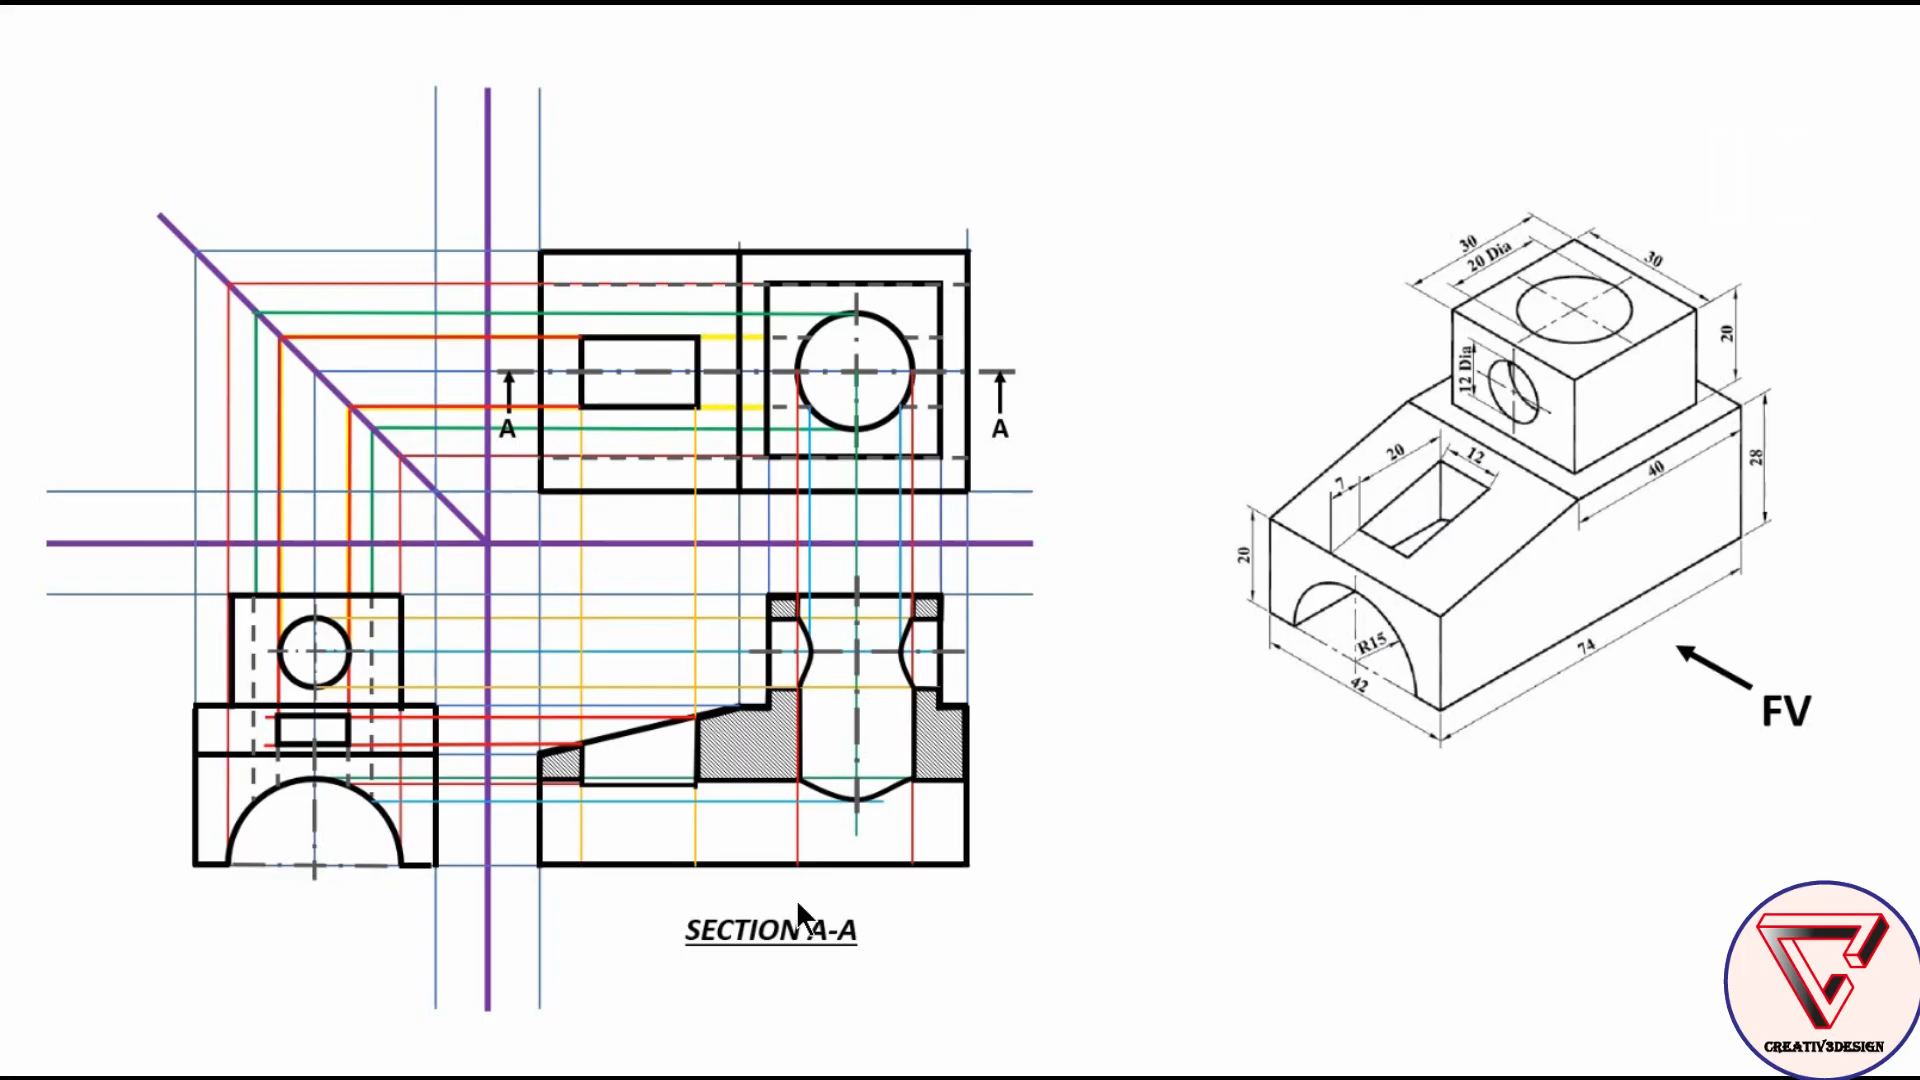 A
A
SECTION A-A
30
20 Dia
30
20
12 Dia
20
12
7
40
28
20
R15
42
74
FV
CREATIV3DESIGN